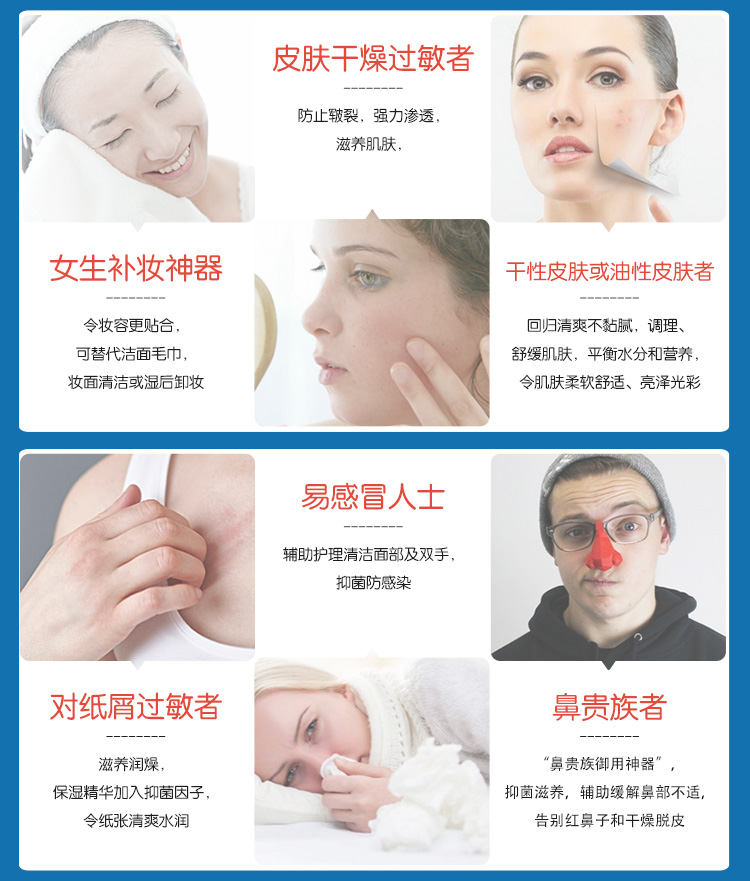 皮肤干燥过敏者
防止皲裂，强力渗透，
滋养肌肤，
女生补妆神器
令妆容更贴合，
可替代洁面毛巾，
妆面清洁或湿后卸妆
干性皮肤或油性皮肤者
回归清爽不黏腻，调理、
舒缓肌肤，平衡水分和营养，
令肌肤柔软舒适、亮泽光彩
易感冒人士
辅助护理清洁面部及双手，
抑菌防感染
对纸屑过敏者
滋养润燥，
保湿精华加入抑菌因子，
令纸张清爽水润
鼻贵族者
“鼻贵族御用神器”，
抑菌滋养，辅助缓解鼻部不适，
告别红鼻子和干燥脱皮